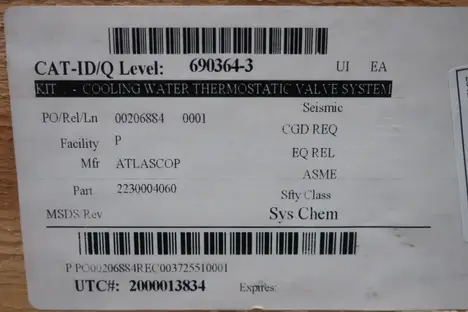 CAT-ID/Q Level: 690364-3 UI EA
KIT . - COOLING WATER THERMOSTATIC VALVE SYSTEM
PO/Rel/Ln 00206884 0001 Seismic
CGD REQ
Facility P
EQ REL
Mfr ATLASCOP
ASME
Part 2230004060
Sfty Class
MSDS/Rev Sys Chem
P PO00206884REC003725510001
UTC#: 2000013834 Expires: